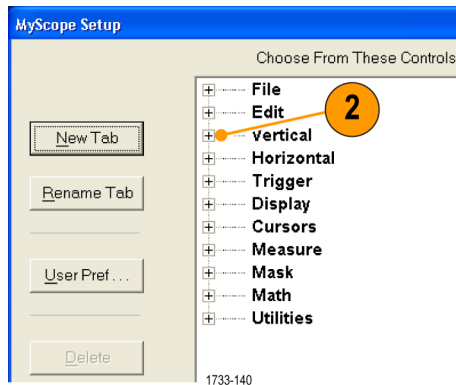 MyScope Setup
Choose From These Controls
File
Edit
2
Vertical
New Tab
Horizontal
Trigger
Rename Tab
Display
Cursors
Measure
User Pref . . .
Mask
Math
Utilities
Delete
1733-140